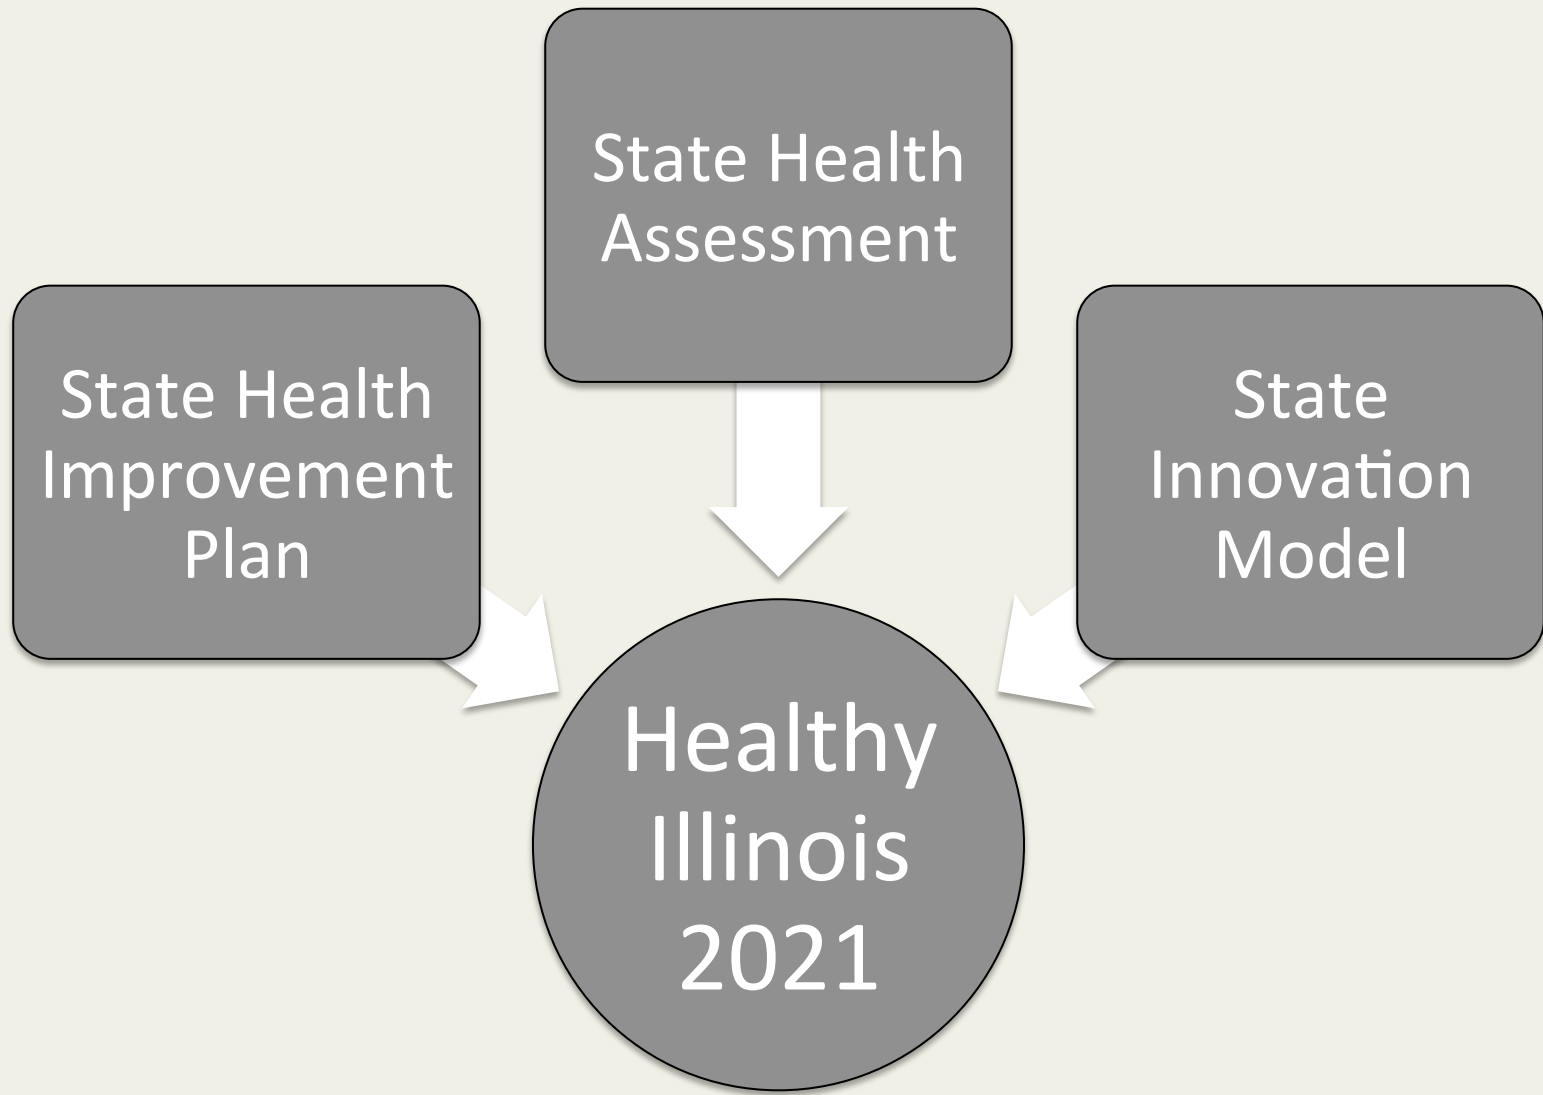 State Health
Assessment
State Health
Improvement
Plan
State
Innovation
Model
Healthy
Illinois
2021